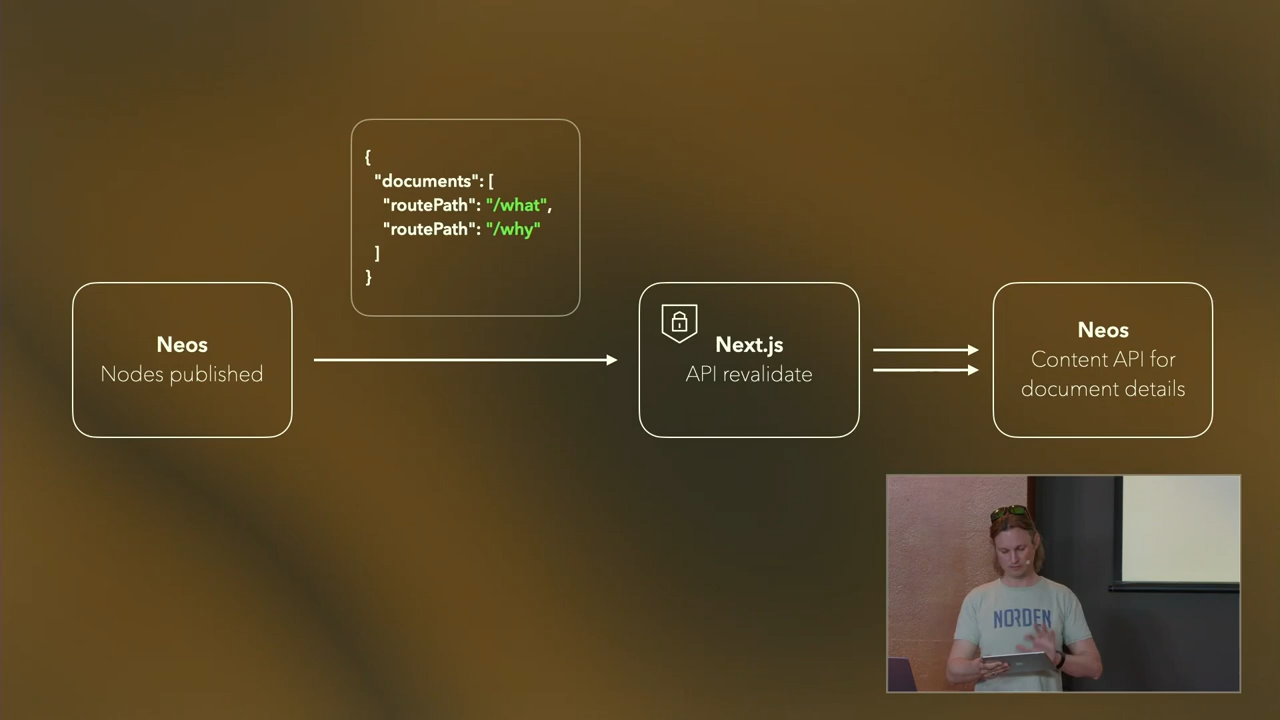 {
"documents": [
"routePath": "/what",
"routePath": "/why"
]
}
Neos
Nodes published
Next.js
API revalidate
Neos
Content API for
document details
NORDEN